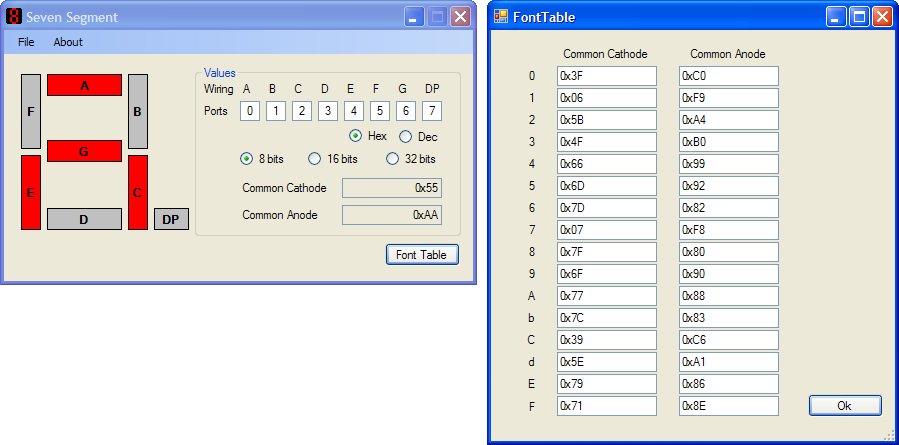 Seven Segment
File About
A
F B
G
E C
D DP
Values
Wiring A B C D E F G DP
Ports 0 1 2 3 4 5 6 7
Hex Dec
8 bits 16 bits 32 bits
Common Cathode 0x55
Common Anode 0xAA
Font Table
FontTable
Common Cathode Common Anode
0 0x3F 0xC0
1 0x06 0xF9
2 0x5B 0xA4
3 0x4F 0xB0
4 0x66 0x99
5 0x6D 0x92
6 0x7D 0x82
7 0x07 0xF8
8 0x7F 0x80
9 0x6F 0x90
A 0x77 0x88
b 0x7C 0x83
C 0x39 0xC6
d 0x5E 0xA1
E 0x79 0x86
F 0x71 0x8E
Ok